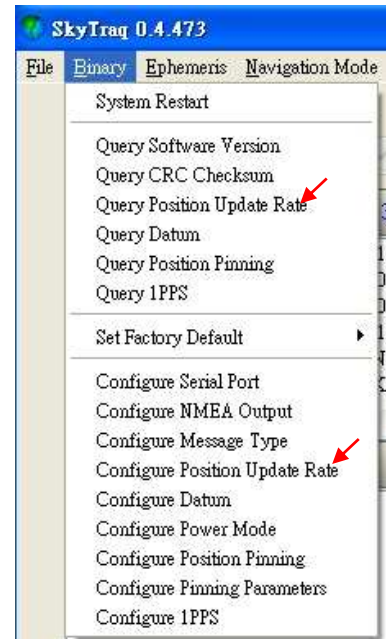 SkyTraq 0.4.473
File Binary Ephemeris Navigation Mode
System Restart
Query Software Version
Query CRC Checksum
Query Position Update Rate
Query Datum
Query Position Pinning
Query 1PPS
Set Factory Default
Configure Serial Port
Configure NMEA Output
Configure Message Type
Configure Position Update Rate
Configure Datum
Configure Power Mode
Configure Position Pinning
Configure Pinning Parameters
Configure 1PPS